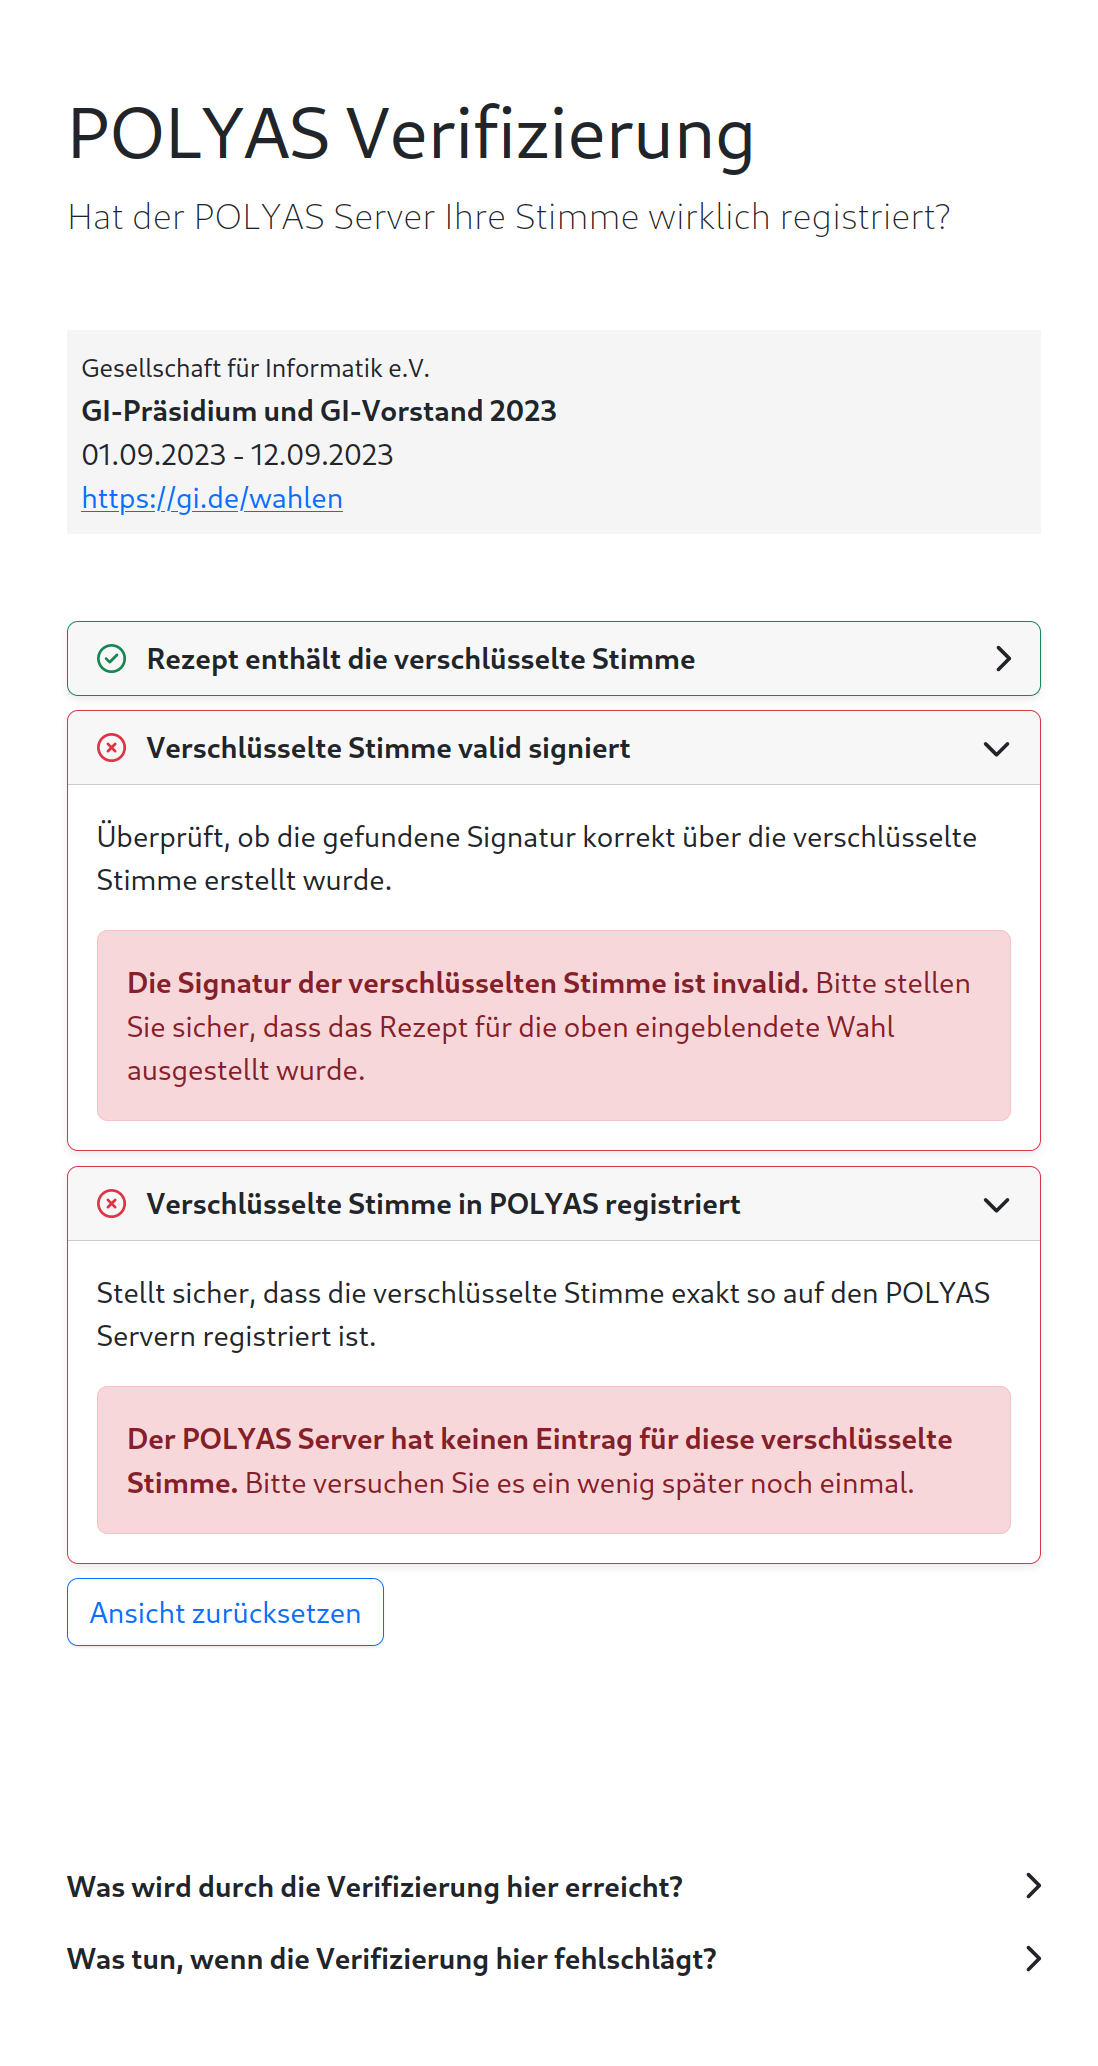 POLYAS Verifizierung
Hat der POLYAS Server Ihre Stimme wirklich registriert?
Gesellschaft für Informatik e.V.
GI-Präsidium und GI-Vorstand 2023
01.09.2023 - 12.09.2023
https://gi.de/wahlen
Rezept enthält die verschlüsselte Stimme
Verschlüsselte Stimme valid signiert
Überprüft, ob die gefundene Signatur korrekt über die verschlüsselte
Stimme erstellt wurde.
Die Signatur der verschlüsselten Stimme ist invalid. Bitte stellen
Sie sicher, dass das Rezept für die oben eingeblendete Wahl
ausgestellt wurde.
Verschlüsselte Stimme in POLYAS registriert
Stellt sicher, dass die verschlüsselte Stimme exakt so auf den POLYAS
Servern registriert ist.
Der POLYAS Server hat keinen Eintrag für diese verschlüsselte
Stimme. Bitte versuchen Sie es ein wenig später noch einmal.
Ansicht zurücksetzen
Was wird durch die Verifizierung hier erreicht?
Was tun, wenn die Verifizierung hier fehlschlägt?